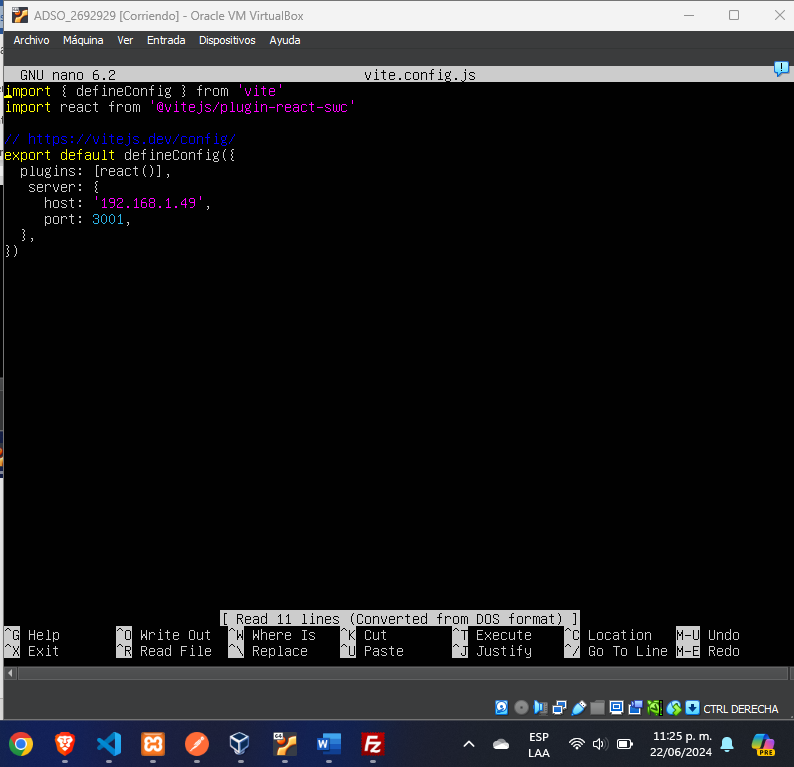 ADSO_2692929 [Corriendo] - Oracle VM VirtualBox
Archivo Máquina Ver Entrada Dispositivos Ayuda
GNU nano 6.2 vite.config.js
import { defineConfig } from 'vite'
import react from '@vitejs/plugin-react-swc'
// https://vitejs.dev/config/
export default defineConfig({
plugins: [react()],
server: {
host: '192.168.1.49',
port: 3001,
},
})
[ Read 11 lines (Converted from DOS format) ]
^G Help ^O Write Out ^W Where Is ^K Cut ^T Execute ^C Location M-U Undo
^X Exit ^R Read File ^\ Replace ^U Paste ^J Justify ^/ Go To Line M-E Redo
CTRL DERECHA
ESP 11:25 p. m.
LAA 22/06/2024
PRE